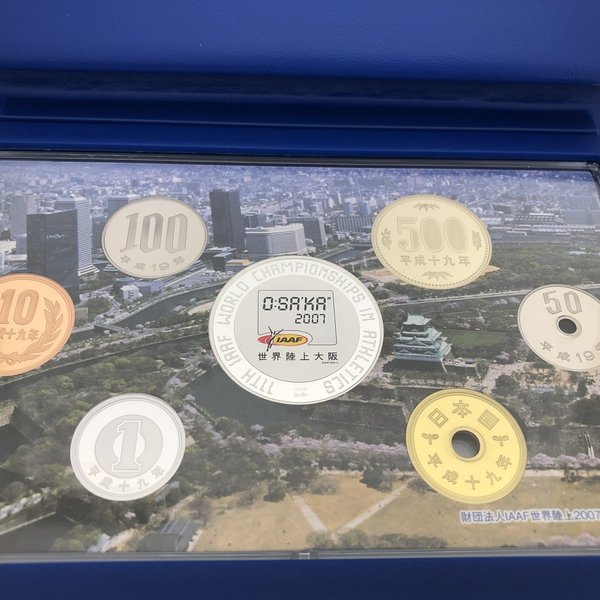 100
平成19年
500
平成十九年
10
平成十九年
11TH IAAF WORLD CHAMPIONSHIPS IN ATHLETICS
O:SA'KA"
2007
IAAF
世界陸上大阪
50
平成19年
1
平成十九年
日本国
平成十九年
財団法人IAAF世界陸上2007